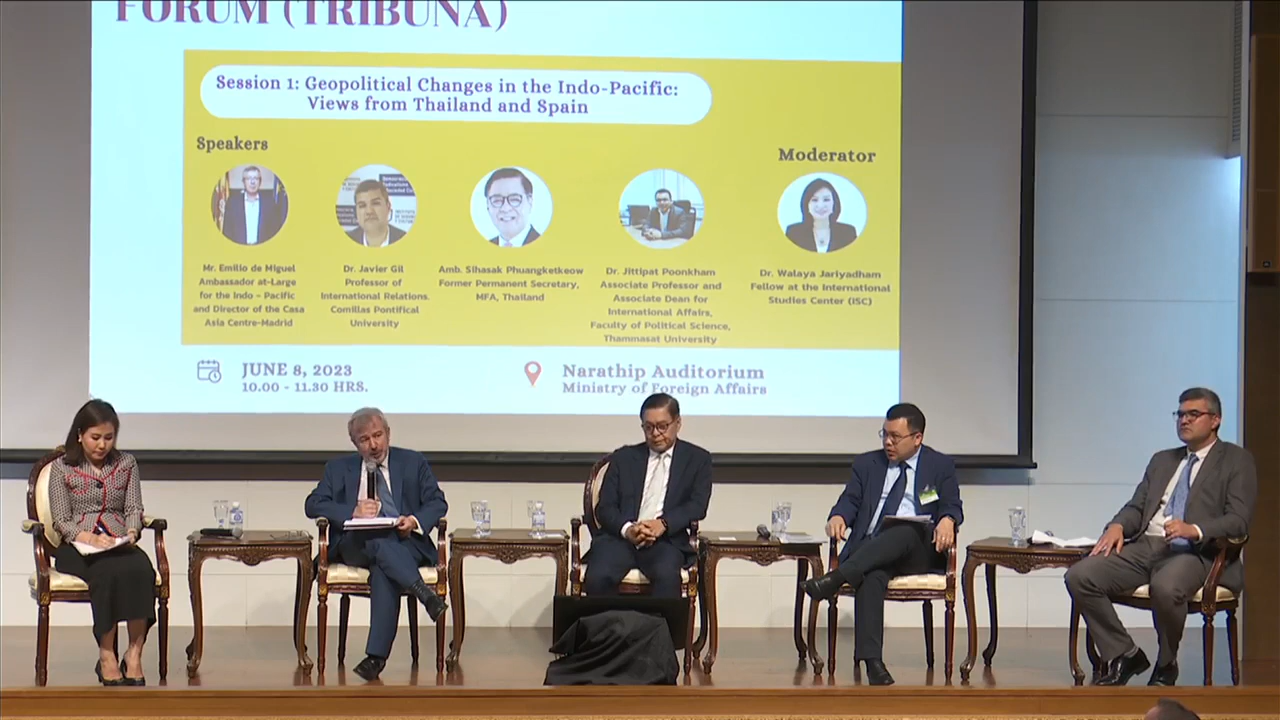 FORUM (TRIBUNA)
Session 1: Geopolitical Changes in the Indo-Pacific:
Views from Thailand and Spain
Speakers
Moderator
Mr. Emilio de Miguel
Ambassador at-Large
for the Indo - Pacific
and Director of the Casa
Asia Centre-Madrid
Dr. Javier Gil
Professor of
International Relations.
Comillas Pontifical
University
Amb. Sihasak Phuangketkeow
Former Permanent Secretary,
MFA, Thailand
Dr. Jittipat Poonkham
Associate Professor and
Associate Dean for
International Affairs,
Faculty of Political Science,
Thammasat University
Dr. Walaya Jariyadham
Fellow at the International
Studies Center (ISC)
JUNE 8, 2023
10.00 - 11.30 HRS.
Narathip Auditorium
Ministry of Foreign Affairs